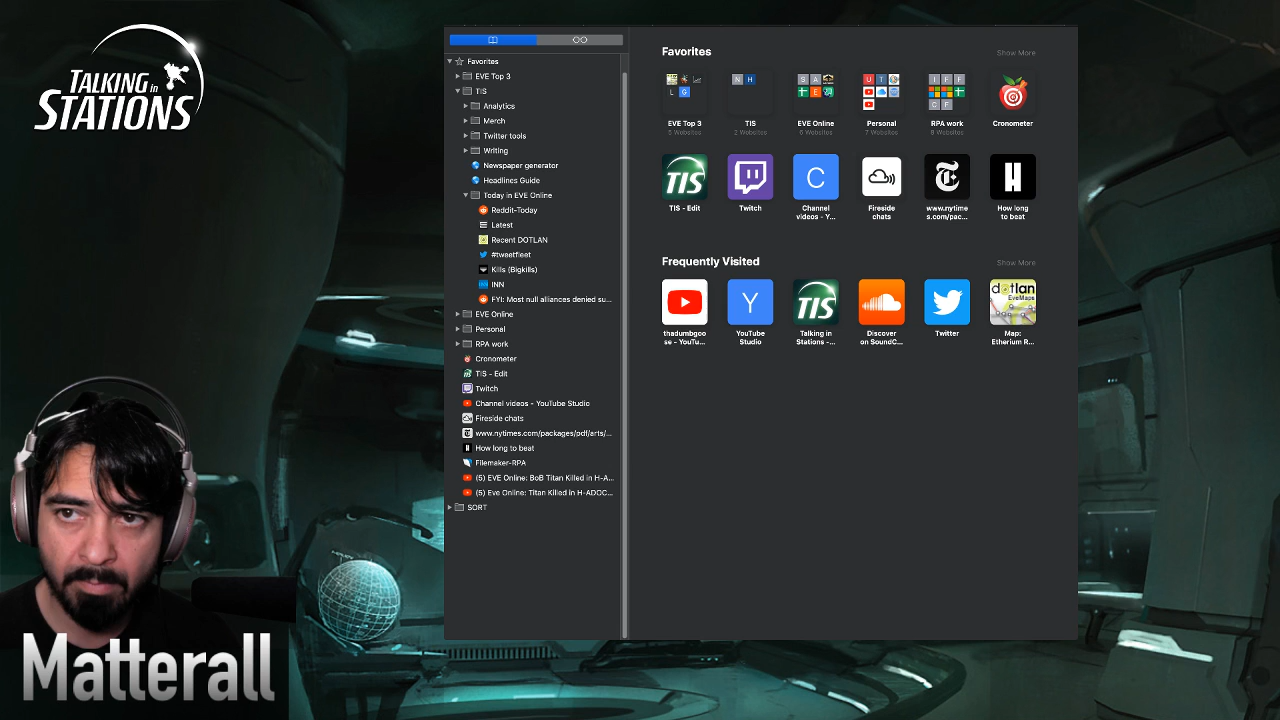 TALKING in
STATIONS
Matterall
Favorites
EVE Top 3
TIS
Analytics
Merch
Twitter tools
Writing
Newspaper generator
Headlines Guide
Today in EVE Online
Reddit-Today
Latest
Recent DOTLAN
#tweetfleet
Kills (Bigkills)
INN
FYI: Most null alliances denied su...
EVE Online
Personal
RPA work
Cronometer
TIS - Edit
Twitch
Channel videos - YouTube Studio
Fireside chats
www.nytimes.com/packages/pdf/arts/...
How long to beat
Filemaker-RPA
(5) EVE Online: BoB Titan Killed in H-A...
(5) Eve Online: Titan Killed in H-ADOC...
SORT
Favorites
Show More
L G
N H
S A
E
U T
I F F
C F
EVE Top 3
5 Websites
TIS
2 Websites
EVE Online
6 Websites
Personal
7 Websites
RPA work
9 Websites
Cronometer
TIS
C
TIS - Edit
Twitch
Channel
videos - Y...
Fireside
chats
www.nytime
s.com/pac...
How long
to beat
Frequently Visited
Show More
Y
TIS
dotlan
EveMaps
thadumbgoo
se - YouTu...
YouTube
Studio
Talking in
Stations -...
Discover
on SoundC...
Twitter
Map:
Etherium R...